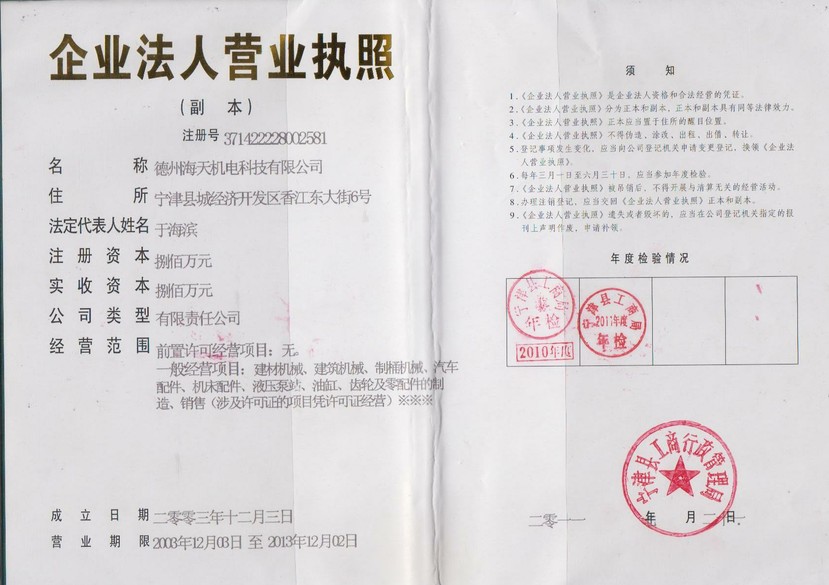 企业法人营业执照
(副 本)
注册号 371422228002581
名 称 德州海天机电科技有限公司
住 所 宁津县城经济开发区香江东大街6号
法定代表人姓名 于海滨
注 册 资 本 捌佰万元
实 收 资 本 捌佰万元
公 司 类 型 有限责任公司
经 营 范 围 前置许可经营项目：无。
一般经营项目：建材机械、建筑机械、制桶机械、汽车
配件、机床配件、液压泵站、油缸、齿轮及零配件的制
造、销售（涉及许可证的项目凭许可证经营）※※※
成 立 日 期 二零零三年十二月三日
营 业 期 限 2003年12月03日 至 2013年12月02日
须 知
1．《企业法人营业执照》是企业法人资格和合法经营的凭证。
2．《企业法人营业执照》分为正本和副本，正本和副本具有同等法律效力。
3．《企业法人营业执照》正本应当置于住所的醒目位置。
4．《企业法人营业执照》不得伪造、涂改、出租、出借、转让。
5．登记事项发生变化，应当向公司登记机关申请变更登记，换领《企业法
人营业执照》。
6．每年三月一日至六月三十日，应当参加年度检验。
7．《企业法人营业执照》被吊销后，不得开展与清算无关的经营活动。
8．办理注销登记，应当交回《企业法人营业执照》正本和副本。
9．《企业法人营业执照》遗失或者毁坏的，应当在公司登记机关指定的报
刊上声明作废，申请补领。
年度检验情况
宁津县工商局
年检
2010年度
宁津县工商局
2011年度
年检
宁津县工商行政管理局
二零一一 年 月 日